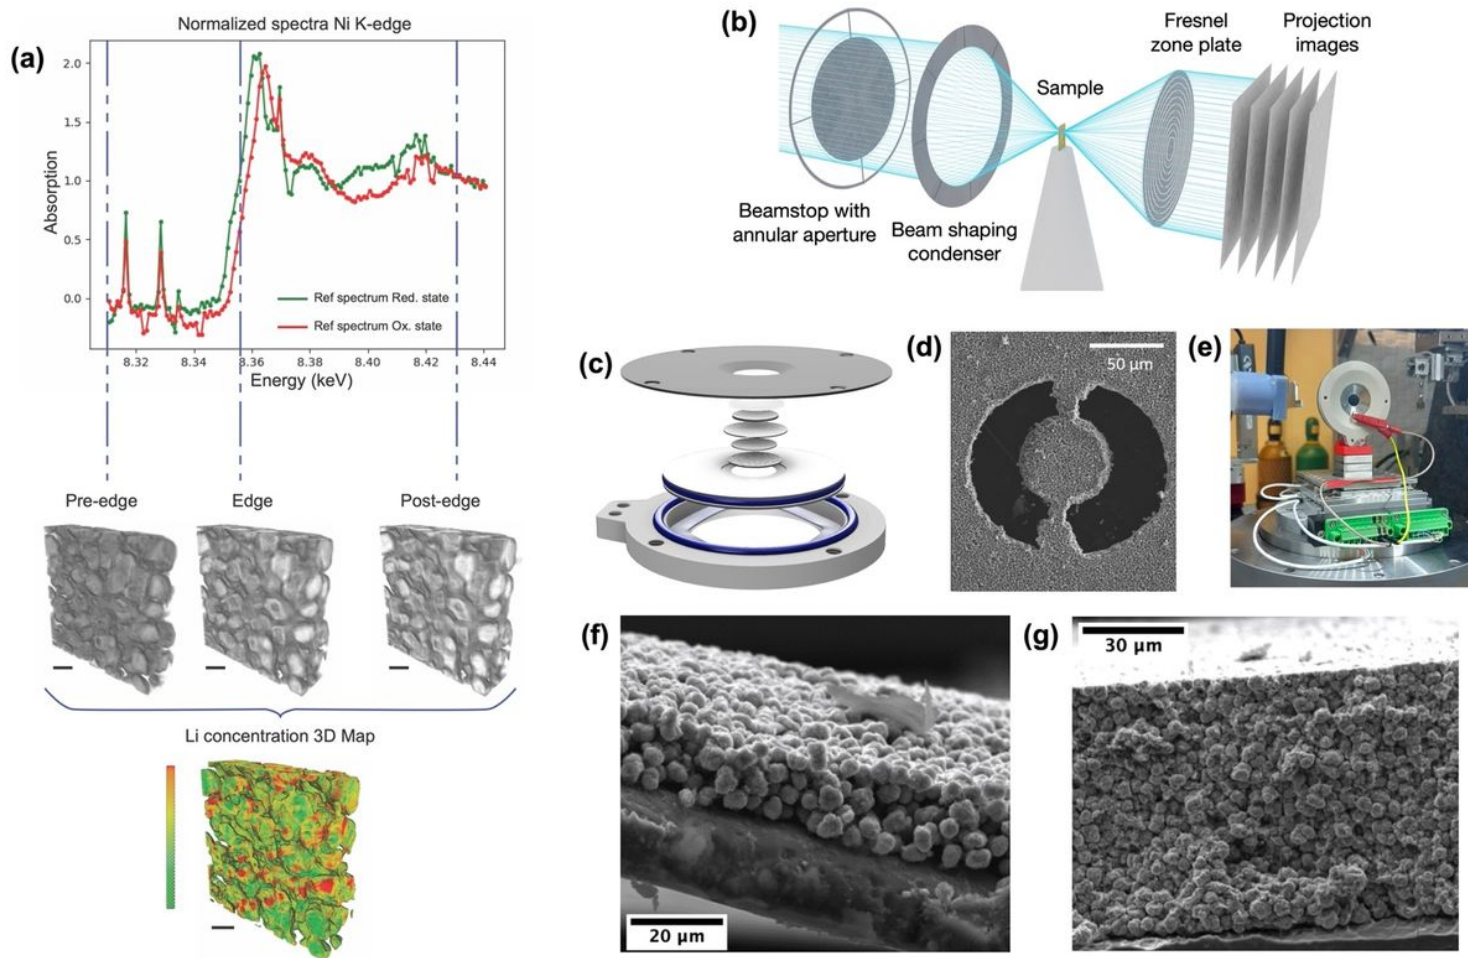 (a)
Normalized spectra Ni K-edge
2.0
1.5
1.0
0.5
0.0
Absorption
Ref spectrum Red. state
Ref spectrum Ox. state
8.32 8.34 8.36 8.38 8.40 8.42 8.44
Energy (keV)
Pre-edge
Edge
Post-edge
Li concentration 3D Map
(b)
Beamstop with
annular aperture
Beam shaping
condenser
Sample
Fresnel
zone plate
Projection
images
(c)
(d)
50 μm
(e)
(f)
20 μm
(g)
30 μm